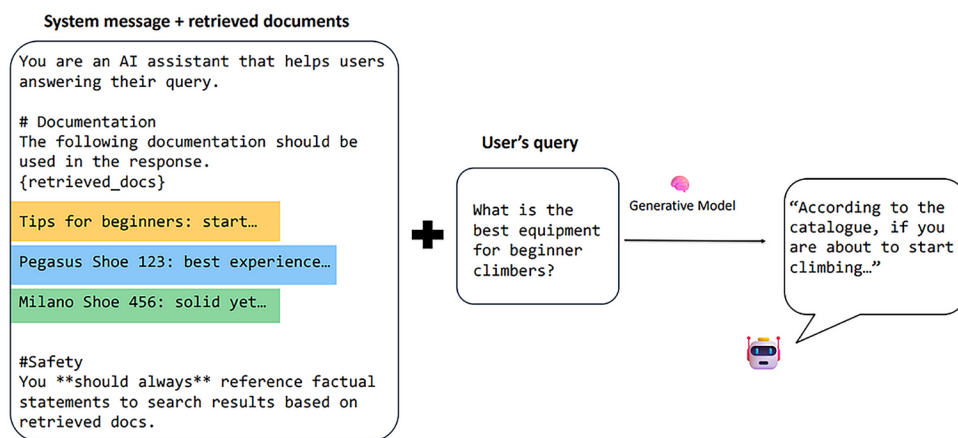 System message + retrieved documents
You are an AI assistant that helps users
answering their query.
# Documentation
The following documentation should be
used in the response.
{retrieved_docs}
Tips for beginners: start…
Pegasus Shoe 123: best experience…
Milano Shoe 456: solid yet…
#Safety
You **should always** reference factual
statements to search results based on
retrieved docs.
User’s query
What is the
best equipment
for beginner
climbers?
Generative Model
“According to the
catalogue, if you
are about to start
climbing…”